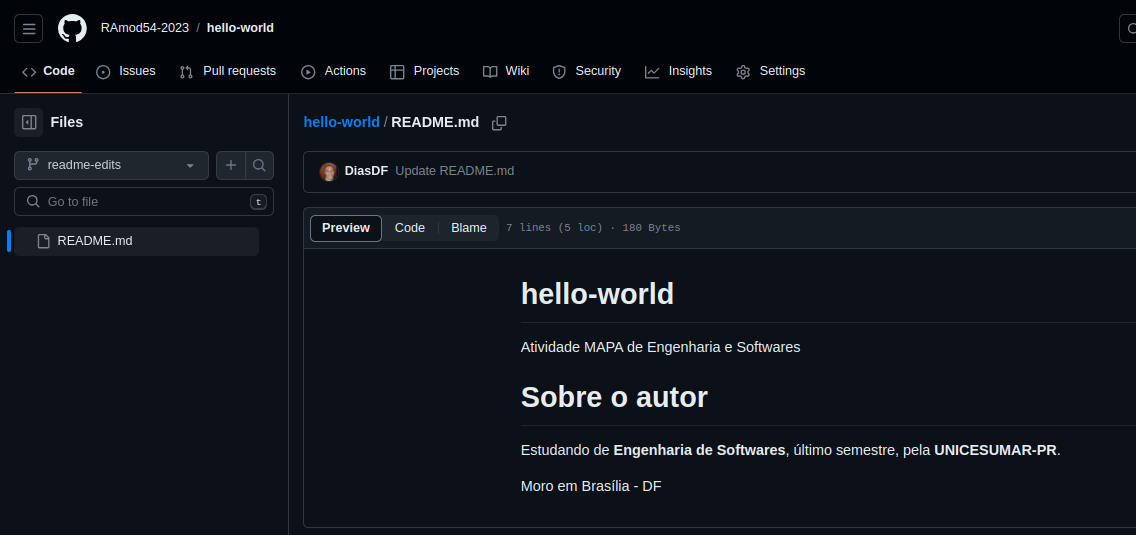 RAmod54-2023 / hello-world
Code Issues Pull requests Actions Projects Wiki Security Insights Settings
Files
readme-edits
Go to file t
README.md
hello-world / README.md
DiasDF Update README.md
Preview Code Blame 7 lines (5 loc) · 180 Bytes
hello-world
Atividade MAPA de Engenharia e Softwares
Sobre o autor
Estudando de Engenharia de Softwares, último semestre, pela UNICESUMAR-PR.
Moro em Brasília - DF